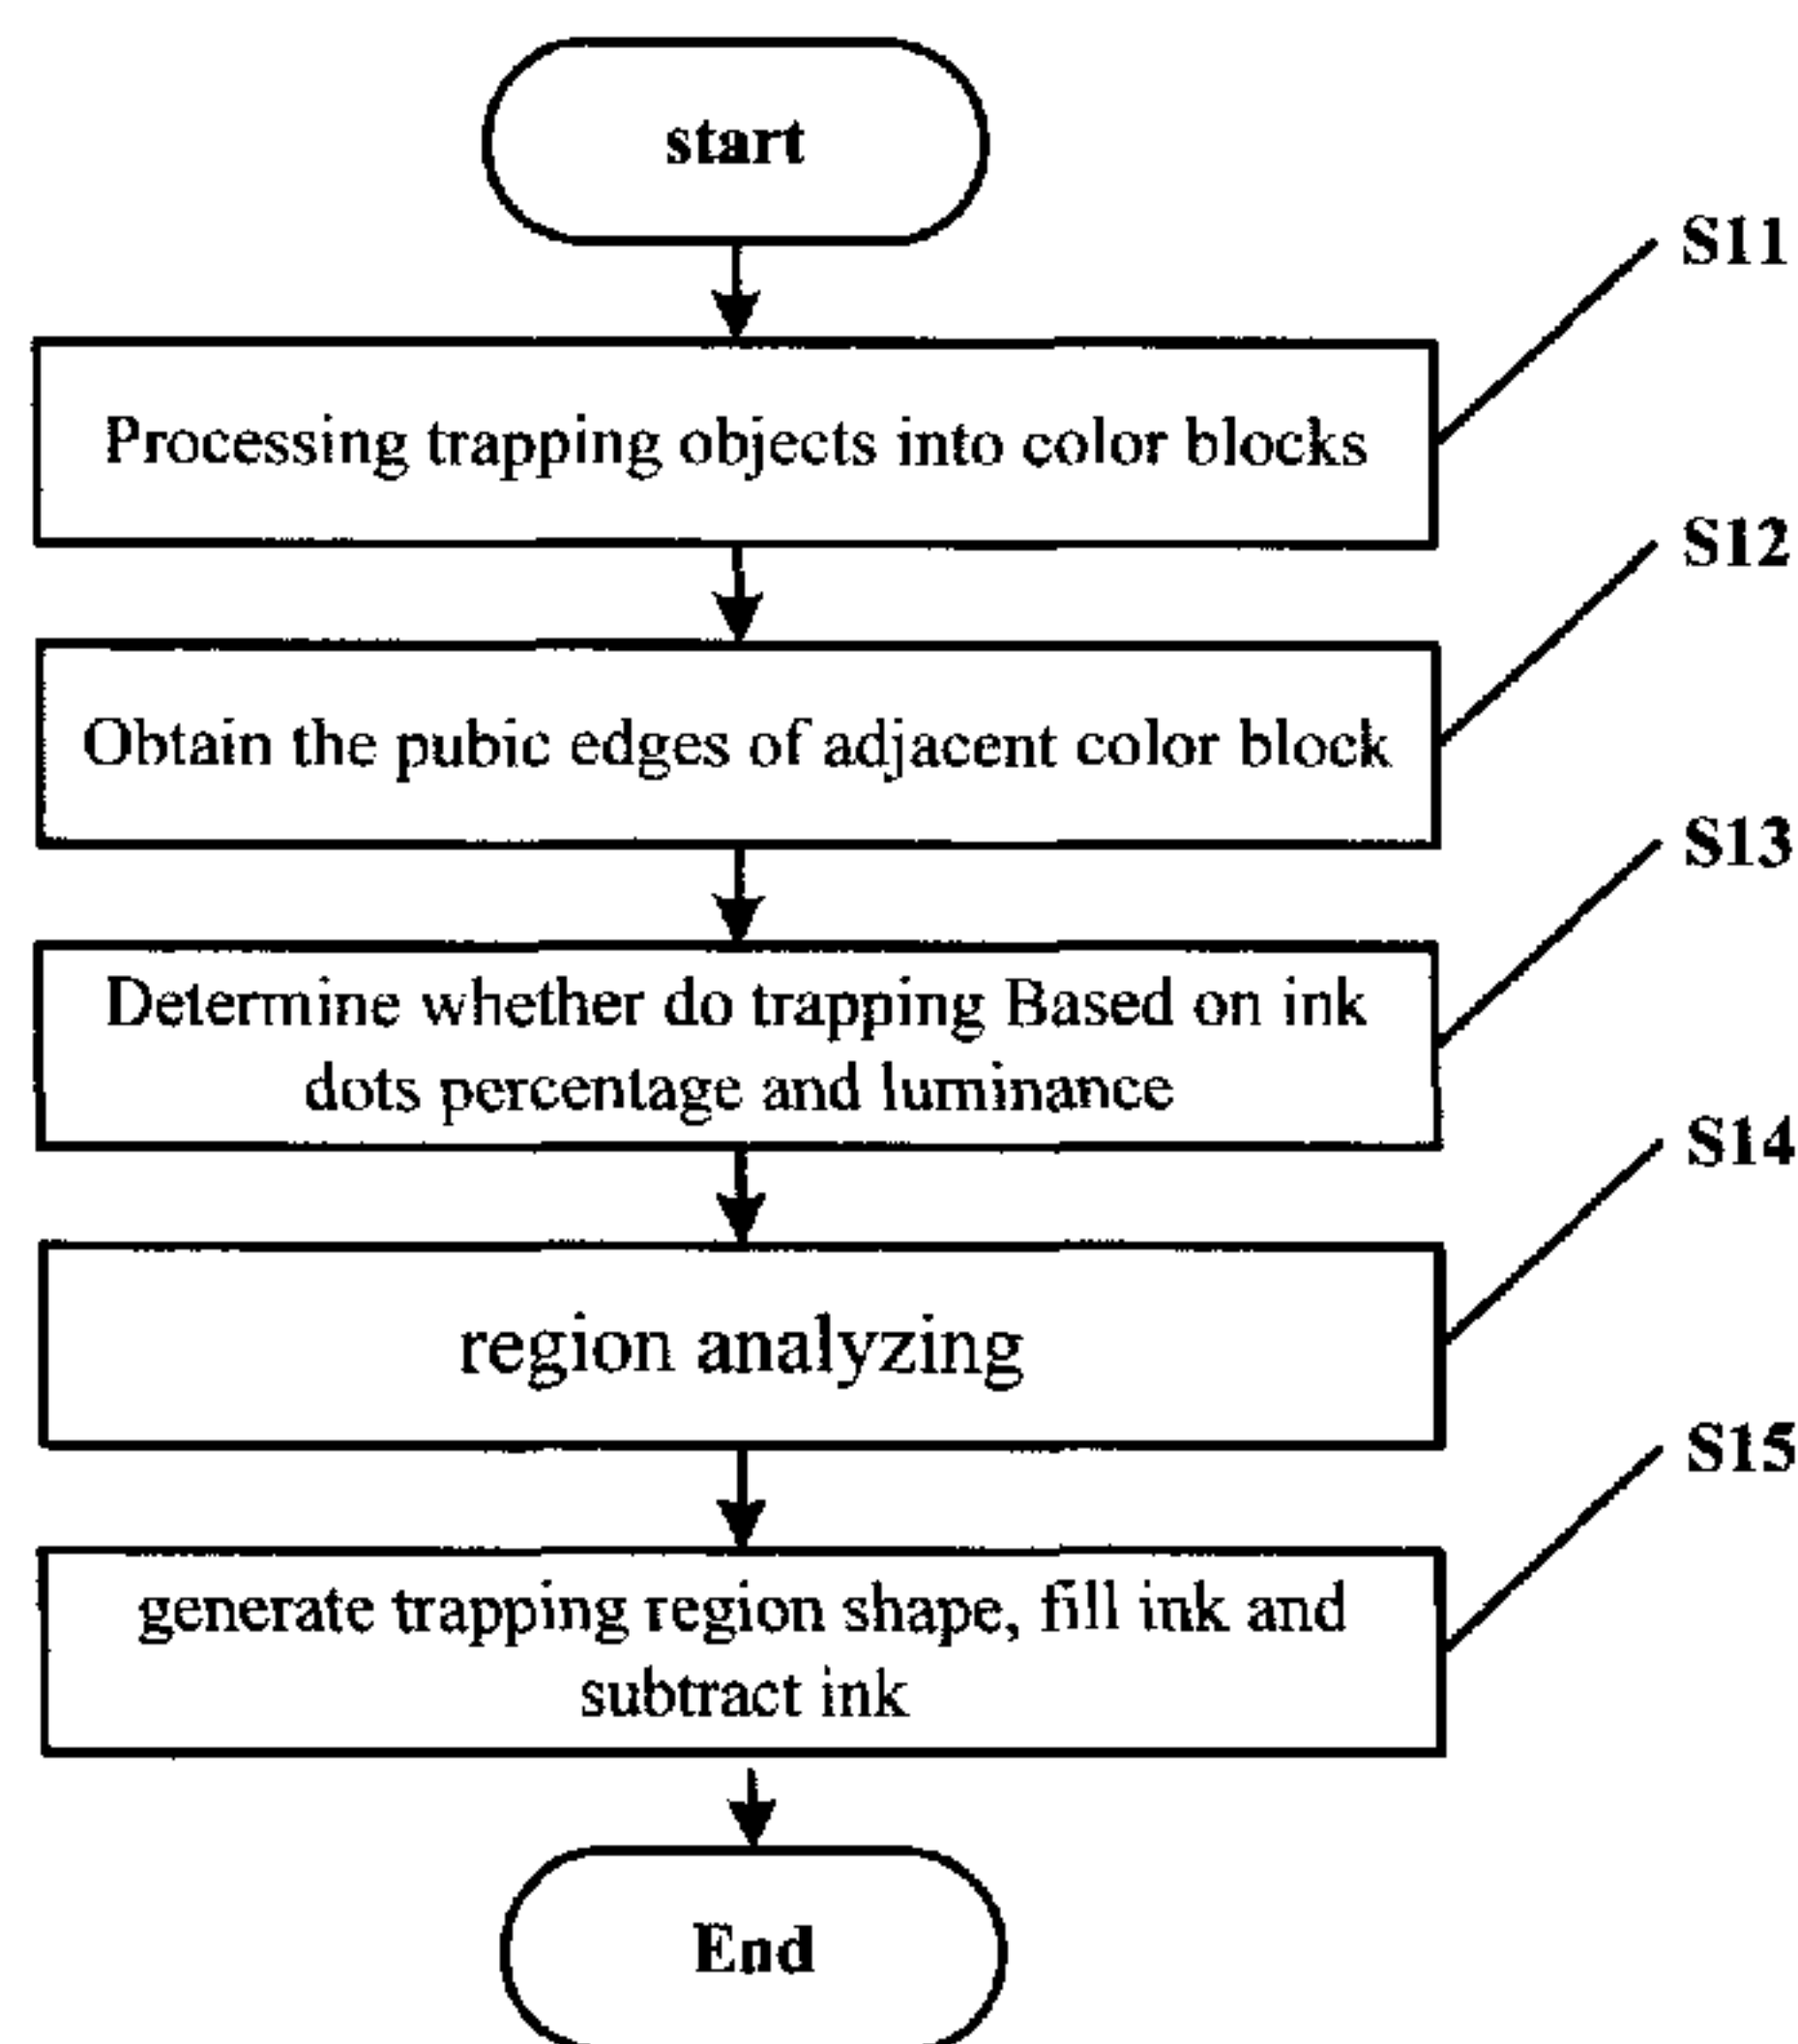 start
S11
Processing trapping objects into color blocks
S12
Obtain the pubic edges of adjacent color block
S13
Determine whether do trapping Based on ink
dots percentage and luminance
S14
region analyzing
S15
generate trapping region shape, fill ink and
subtract ink
End